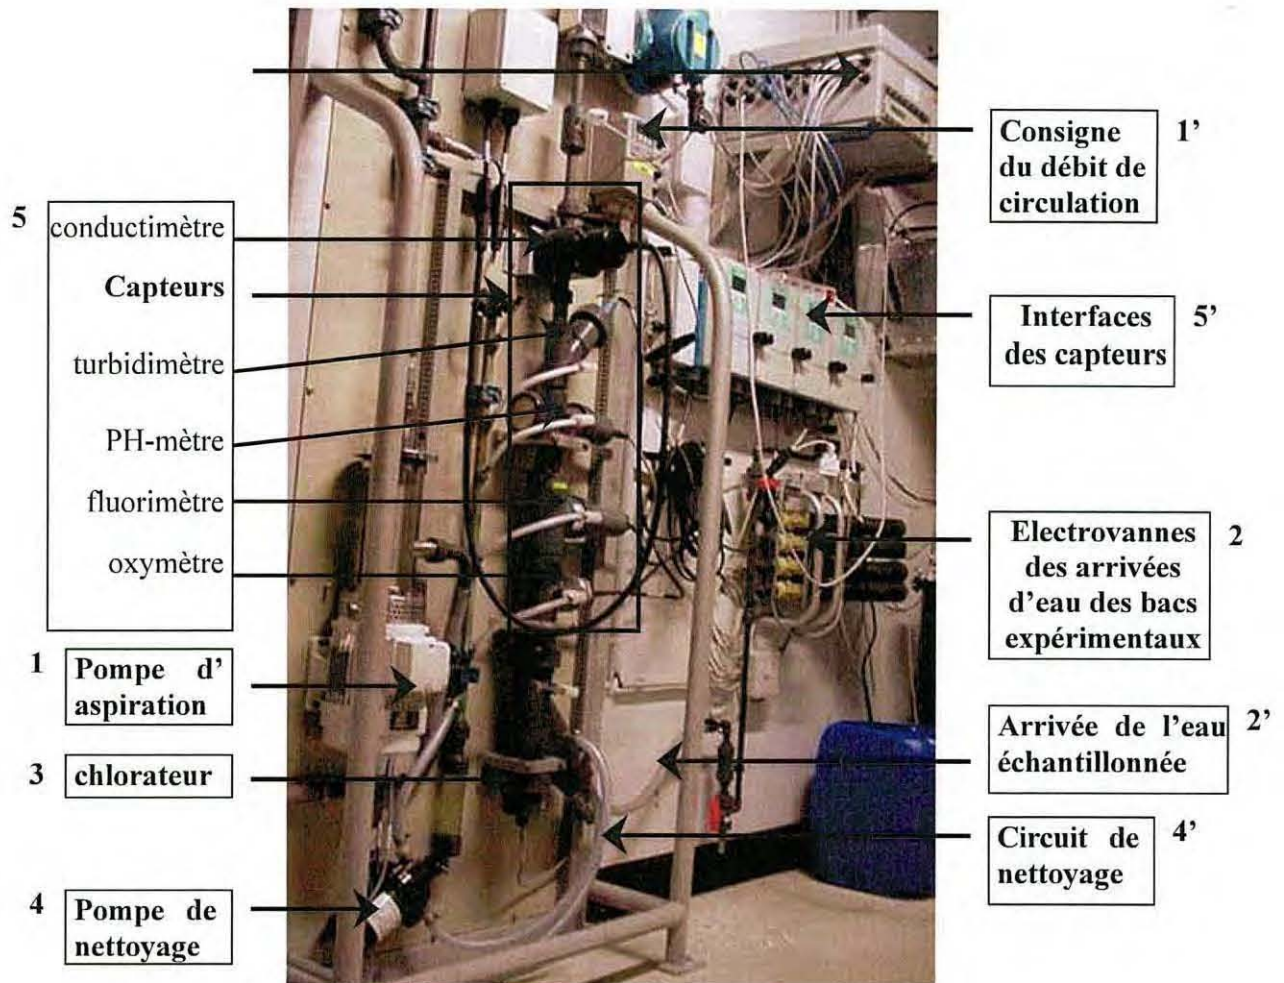 5
conductimètre
Capteurs
turbidimètre
PH-mètre
fluorimètre
oxymètre
1
Pompe d'
aspiration
3
chlorateur
4
Pompe de
nettoyage
Consigne
du débit de
circulation
1’
Interfaces
des capteurs
5’
Electrovannes
des arrivées
d’eau des bacs
expérimentaux
2
Arrivée de l’eau
échantillonnée
2’
Circuit de
nettoyage
4’